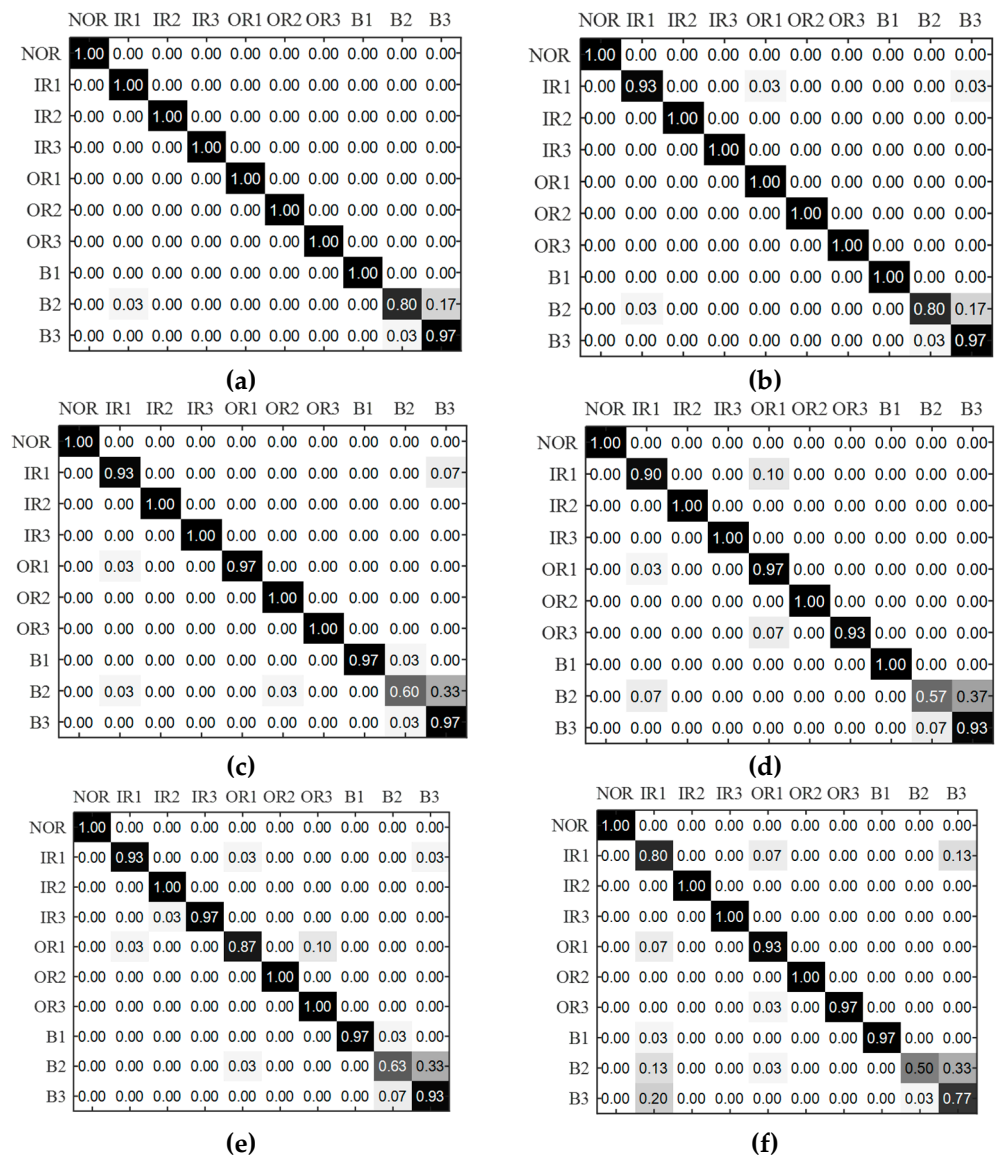 NOR IR1 IR2 IR3 OR1 OR2 OR3 B1 B2 B3
NOR 1.00 0.00 0.00 0.00 0.00 0.00 0.00 0.00 0.00 0.00
IR1 0.00 1.00 0.00 0.00 0.00 0.00 0.00 0.00 0.00 0.00
IR2 0.00 0.00 1.00 0.00 0.00 0.00 0.00 0.00 0.00 0.00
IR3 0.00 0.00 0.00 1.00 0.00 0.00 0.00 0.00 0.00 0.00
OR1 0.00 0.00 0.00 0.00 1.00 0.00 0.00 0.00 0.00 0.00
OR2 0.00 0.00 0.00 0.00 0.00 1.00 0.00 0.00 0.00 0.00
OR3 0.00 0.00 0.00 0.00 0.00 0.00 1.00 0.00 0.00 0.00
B1 0.00 0.00 0.00 0.00 0.00 0.00 0.00 1.00 0.00 0.00
B2 0.00 0.03 0.00 0.00 0.00 0.00 0.00 0.00 0.80 0.17
B3 0.00 0.00 0.00 0.00 0.00 0.00 0.00 0.00 0.03 0.97
(a)
NOR IR1 IR2 IR3 OR1 OR2 OR3 B1 B2 B3
NOR 1.00 0.00 0.00 0.00 0.00 0.00 0.00 0.00 0.00 0.00
IR1 0.00 0.93 0.00 0.00 0.03 0.00 0.00 0.00 0.00 0.03
IR2 0.00 0.00 1.00 0.00 0.00 0.00 0.00 0.00 0.00 0.00
IR3 0.00 0.00 0.00 1.00 0.00 0.00 0.00 0.00 0.00 0.00
OR1 0.00 0.00 0.00 0.00 1.00 0.00 0.00 0.00 0.00 0.00
OR2 0.00 0.00 0.00 0.00 0.00 1.00 0.00 0.00 0.00 0.00
OR3 0.00 0.00 0.00 0.00 0.00 0.00 1.00 0.00 0.00 0.00
B1 0.00 0.00 0.00 0.00 0.00 0.00 0.00 1.00 0.00 0.00
B2 0.00 0.03 0.00 0.00 0.00 0.00 0.00 0.00 0.80 0.17
B3 0.00 0.00 0.00 0.00 0.00 0.00 0.00 0.00 0.03 0.97
(b)
NOR IR1 IR2 IR3 OR1 OR2 OR3 B1 B2 B3
NOR 1.00 0.00 0.00 0.00 0.00 0.00 0.00 0.00 0.00 0.00
IR1 0.00 0.93 0.00 0.00 0.00 0.00 0.00 0.00 0.00 0.07
IR2 0.00 0.00 1.00 0.00 0.00 0.00 0.00 0.00 0.00 0.00
IR3 0.00 0.00 0.00 1.00 0.00 0.00 0.00 0.00 0.00 0.00
OR1 0.00 0.03 0.00 0.00 0.97 0.00 0.00 0.00 0.00 0.00
OR2 0.00 0.00 0.00 0.00 0.00 1.00 0.00 0.00 0.00 0.00
OR3 0.00 0.00 0.00 0.00 0.00 0.00 1.00 0.00 0.00 0.00
B1 0.00 0.00 0.00 0.00 0.00 0.00 0.00 0.97 0.03 0.00
B2 0.00 0.03 0.00 0.00 0.00 0.03 0.00 0.00 0.60 0.33
B3 0.00 0.00 0.00 0.00 0.00 0.00 0.00 0.00 0.03 0.97
(c)
NOR IR1 IR2 IR3 OR1 OR2 OR3 B1 B2 B3
NOR 1.00 0.00 0.00 0.00 0.00 0.00 0.00 0.00 0.00 0.00
IR1 0.00 0.90 0.00 0.00 0.10 0.00 0.00 0.00 0.00 0.00
IR2 0.00 0.00 1.00 0.00 0.00 0.00 0.00 0.00 0.00 0.00
IR3 0.00 0.00 0.00 1.00 0.00 0.00 0.00 0.00 0.00 0.00
OR1 0.00 0.03 0.00 0.00 0.97 0.00 0.00 0.00 0.00 0.00
OR2 0.00 0.00 0.00 0.00 0.00 1.00 0.00 0.00 0.00 0.00
OR3 0.00 0.00 0.00 0.00 0.07 0.00 0.93 0.00 0.00 0.00
B1 0.00 0.00 0.00 0.00 0.00 0.00 0.00 1.00 0.00 0.00
B2 0.00 0.07 0.00 0.00 0.00 0.00 0.00 0.00 0.57 0.37
B3 0.00 0.00 0.00 0.00 0.00 0.00 0.00 0.00 0.07 0.93
(d)
NOR IR1 IR2 IR3 OR1 OR2 OR3 B1 B2 B3
NOR 1.00 0.00 0.00 0.00 0.00 0.00 0.00 0.00 0.00 0.00
IR1 0.00 0.93 0.00 0.00 0.03 0.00 0.00 0.00 0.00 0.03
IR2 0.00 0.00 1.00 0.00 0.00 0.00 0.00 0.00 0.00 0.00
IR3 0.00 0.00 0.03 0.97 0.00 0.00 0.00 0.00 0.00 0.00
OR1 0.00 0.03 0.00 0.00 0.87 0.00 0.10 0.00 0.00 0.00
OR2 0.00 0.00 0.00 0.00 0.00 1.00 0.00 0.00 0.00 0.00
OR3 0.00 0.00 0.00 0.00 0.00 0.00 1.00 0.00 0.00 0.00
B1 0.00 0.00 0.00 0.00 0.00 0.00 0.00 0.97 0.03 0.00
B2 0.00 0.00 0.00 0.00 0.03 0.00 0.00 0.00 0.63 0.33
B3 0.00 0.00 0.00 0.00 0.00 0.00 0.00 0.00 0.07 0.93
(e)
NOR IR1 IR2 IR3 OR1 OR2 OR3 B1 B2 B3
NOR 1.00 0.00 0.00 0.00 0.00 0.00 0.00 0.00 0.00 0.00
IR1 0.00 0.80 0.00 0.00 0.07 0.00 0.00 0.00 0.00 0.13
IR2 0.00 0.00 1.00 0.00 0.00 0.00 0.00 0.00 0.00 0.00
IR3 0.00 0.00 0.00 1.00 0.00 0.00 0.00 0.00 0.00 0.00
OR1 0.00 0.07 0.00 0.00 0.93 0.00 0.00 0.00 0.00 0.00
OR2 0.00 0.00 0.00 0.00 0.00 1.00 0.00 0.00 0.00 0.00
OR3 0.00 0.00 0.00 0.00 0.03 0.00 0.97 0.00 0.00 0.00
B1 0.00 0.03 0.00 0.00 0.00 0.00 0.00 0.97 0.00 0.00
B2 0.00 0.13 0.00 0.00 0.03 0.00 0.00 0.00 0.50 0.33
B3 0.00 0.20 0.00 0.00 0.00 0.00 0.00 0.00 0.03 0.77
(f)